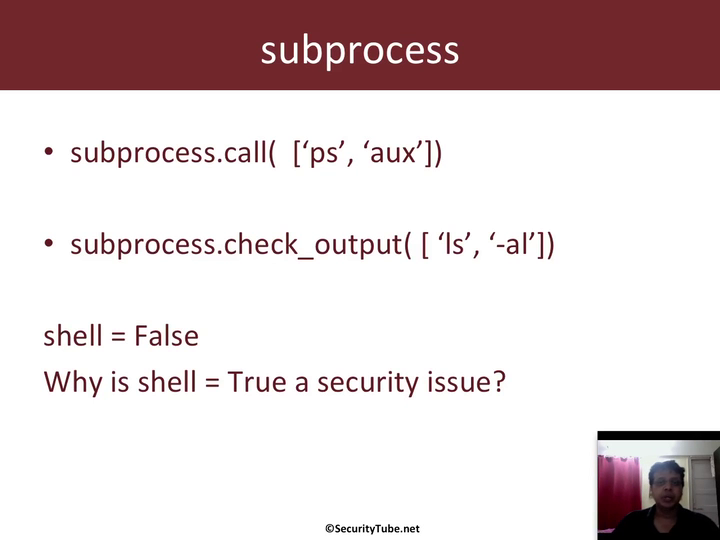 subprocess
• subprocess.call(  [‘ps’, ‘aux’])
• subprocess.check_output( [ ‘ls’, ‘-al’])
shell = False
Why is shell = True a security issue?
©SecurityTube.net